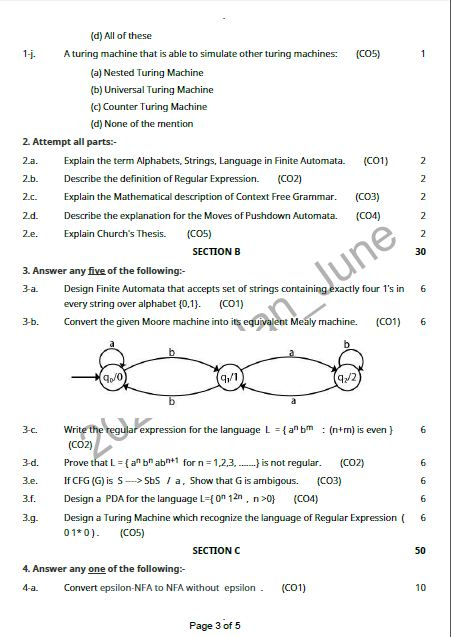 (d) All of these
1-j. A turing machine that is able to simulate other turing machines: (CO5) 1
(a) Nested Turing Machine
(b) Universal Turing Machine
(c) Counter Turing Machine
(d) None of the mention
2. Attempt all parts:-
2.a. Explain the term Alphabets, Strings, Language in Finite Automata. (CO1) 2
2.b. Describe the definition of Regular Expression. (CO2) 2
2.c. Explain the Mathematical description of Context Free Grammar. (CO3) 2
2.d. Describe the explanation for the Moves of Pushdown Automata. (CO4) 2
2.e. Explain Church's Thesis. (CO5) 2
SECTION B 30
3. Answer any five of the following:-
3-a. Design Finite Automata that accepts set of strings containing exactly four 1's in 6
every string over alphabet {0,1}. (CO1)
3-b. Convert the given Moore machine into its equivalent Mealy machine. (CO1) 6
a b a b
q₀/0 q₁/1 q₂/2
b a
3-c. Write the regular expression for the language L = { aⁿ bᵐ : (n+m) is even } 6
(CO2)
3-d. Prove that L = { aⁿ bⁿ abⁿ⁺¹ for n = 1,2,3, .......} is not regular. (CO2) 6
3.e. If CFG (G) is S ----> SbS / a , Show that G is ambigous. (CO3) 6
3.f. Design a PDA for the language L={ 0ⁿ 1²ⁿ , n >0} (CO4) 6
3.g. Design a Turing Machine which recognize the language of Regular Expression ( 6
0 1* 0 ). (CO5)
SECTION C 50
4. Answer any one of the following:-
4-a. Convert epsilon-NFA to NFA without epsilon . (CO1) 10
Page 3 of 5